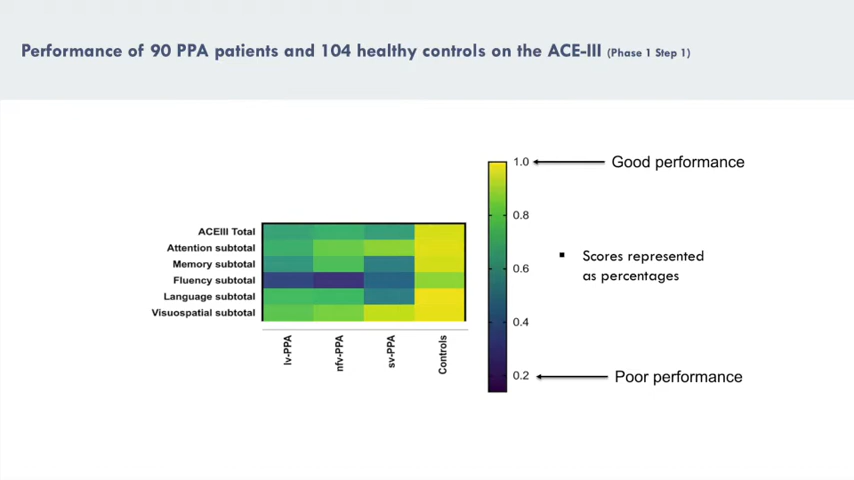 Performance of 90 PPA patients and 104 healthy controls on the ACE-III (Phase 1 Step 1)
1.0
Good performance
0.8
ACEIII Total
Attention subtotal
Memory subtotal
Fluency subtotal
Language subtotal
Visuospatial subtotal
▪ Scores represented
as percentages
0.6
0.4
lv-PPA
nfv-PPA
sv-PPA
Controls
0.2
Poor performance